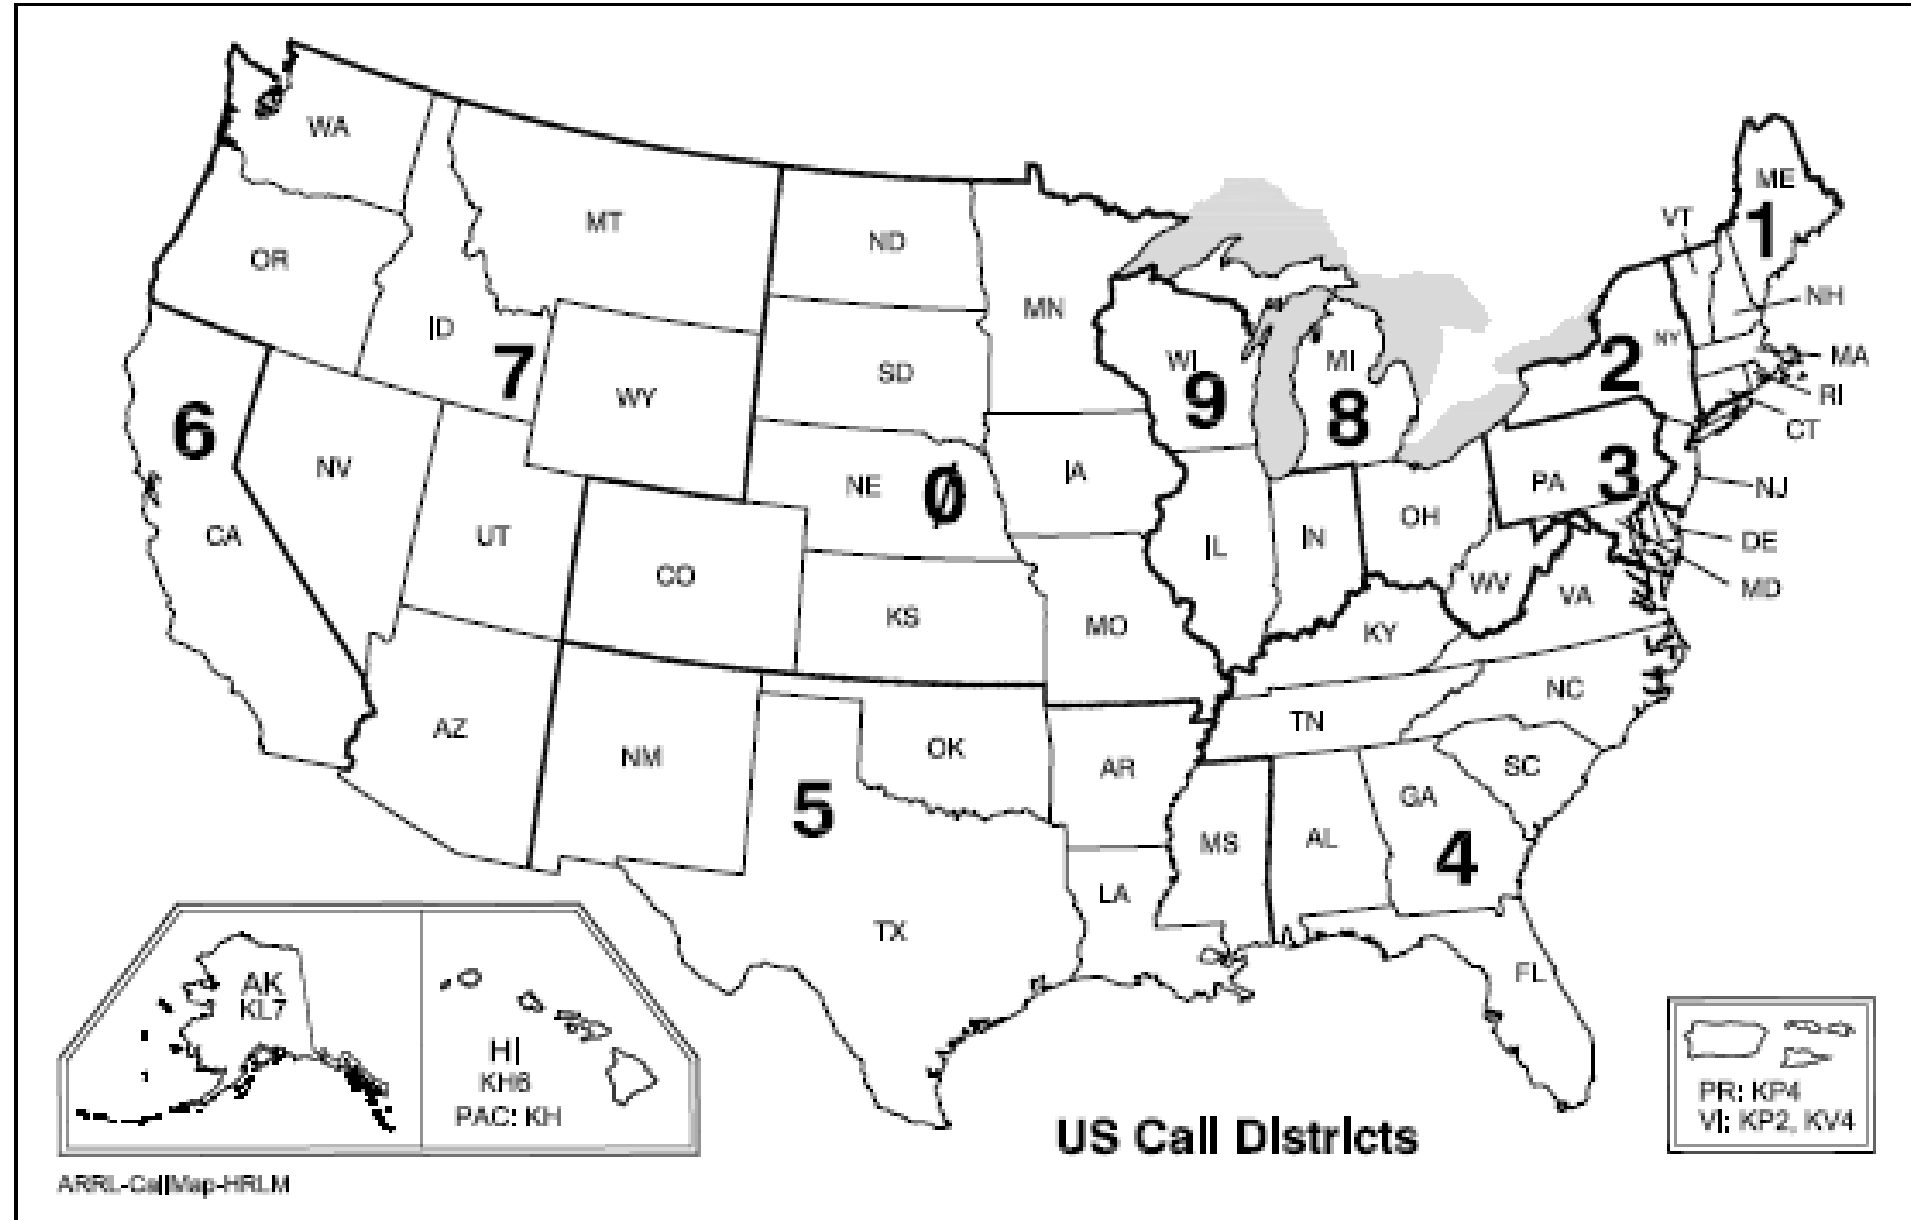 WA
ME
VT
1
MT
ND
OR
NH
MN
ID
NY
2
WI
MI
MA
7
SD
RI
WY
9
8
CT
6
NV
NE
Ø
IA
PA
3
NJ
OH
CA
UT
IL
IN
DE
CO
WV
MD
VA
KS
MO
KY
NC
TN
AZ
NM
OK
AR
SC
GA
5
MS
AL
4
LA
TX
FL
AK
KL7
HI
KH6
PAC: KH
PR: KP4
VI: KP2, KV4
US Call Districts
ARRL-CallMap-HRLM